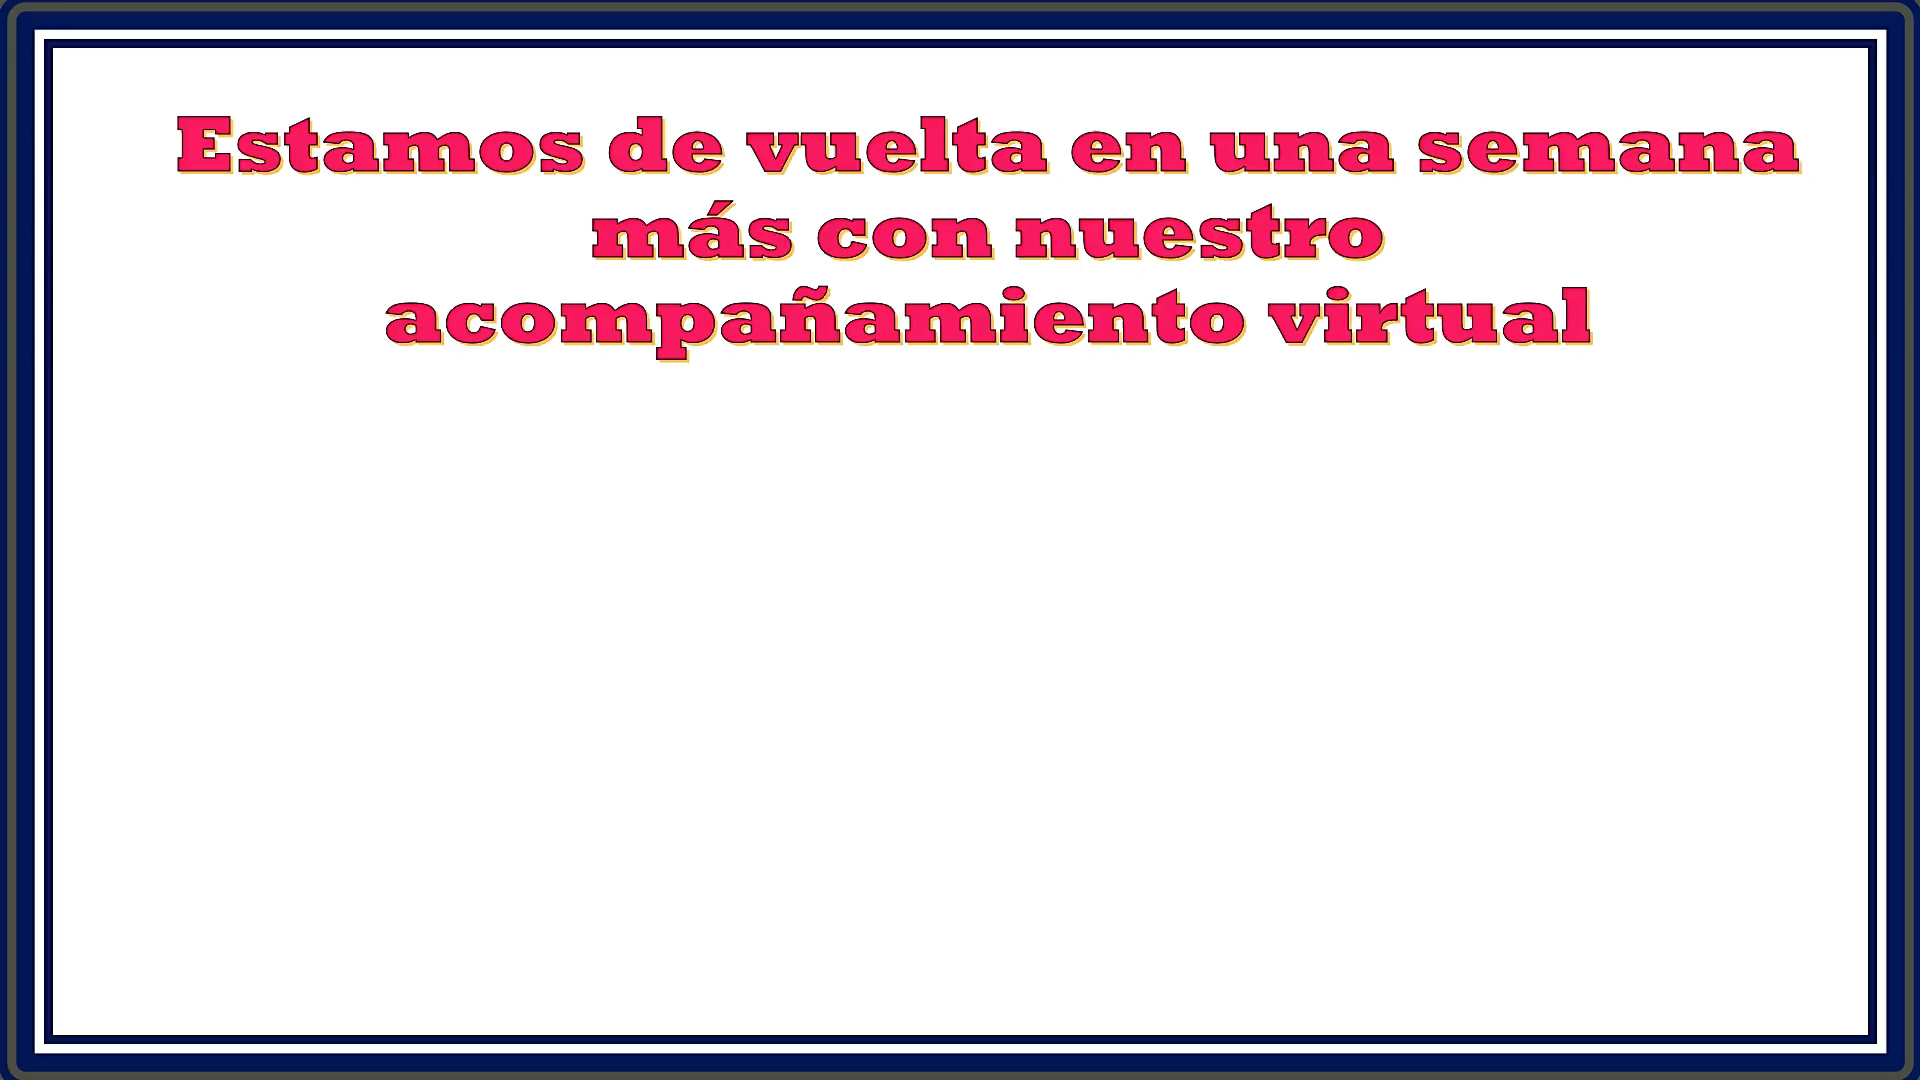 Estamos de vuelta en una semana
más con nuestro
acompañamiento virtual